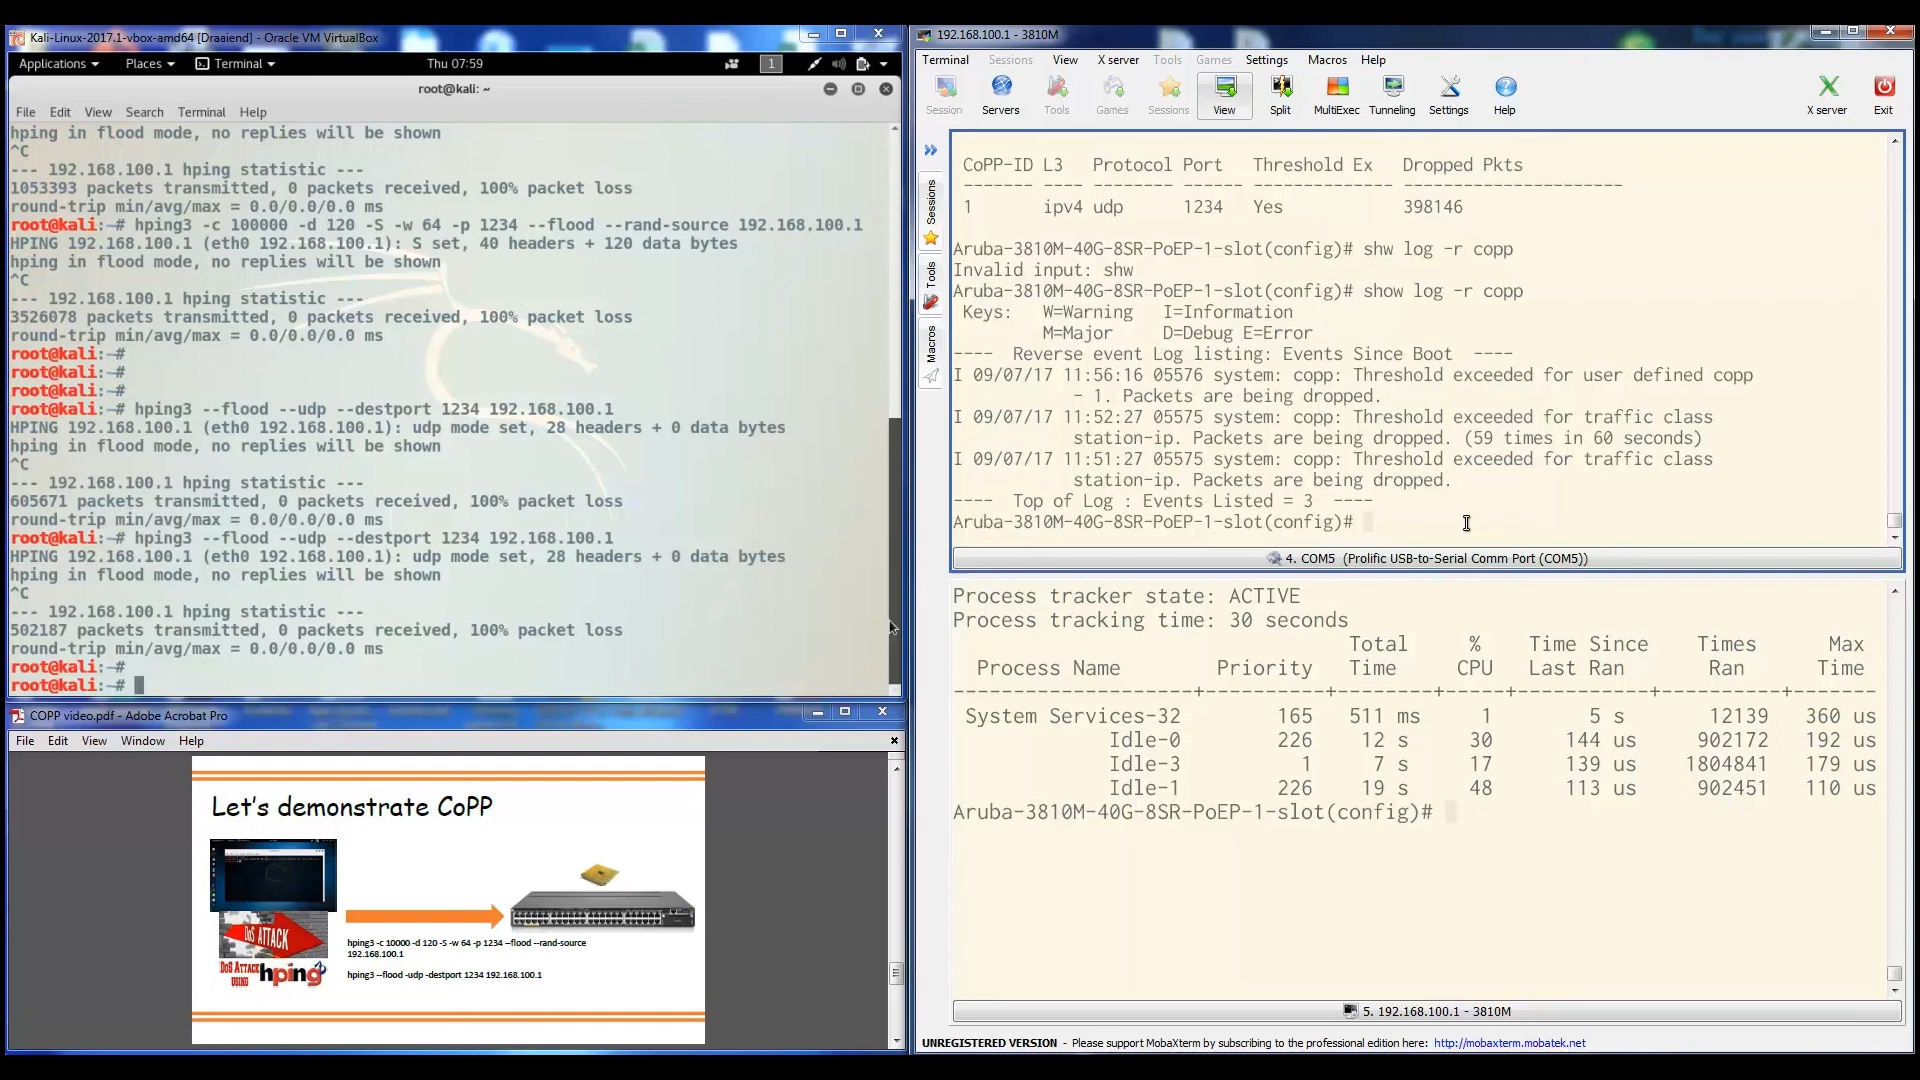 Kali-Linux-2017.1-vbox-amd64 [Draaiend] - Oracle VM VirtualBox
Applications Places Terminal Thu 07:59 1
root@kali: ~
File Edit View Search Terminal Help
hping in flood mode, no replies will be shown
^C
--- 192.168.100.1 hping statistic ---
1053393 packets transmitted, 0 packets received, 100% packet loss
round-trip min/avg/max = 0.0/0.0/0.0 ms
root@kali:~# hping3 -c 100000 -d 120 -S -w 64 -p 1234 --flood --rand-source 192.168.100.1
HPING 192.168.100.1 (eth0 192.168.100.1): S set, 40 headers + 120 data bytes
hping in flood mode, no replies will be shown
^C
--- 192.168.100.1 hping statistic ---
3526078 packets transmitted, 0 packets received, 100% packet loss
round-trip min/avg/max = 0.0/0.0/0.0 ms
root@kali:~#
root@kali:~#
root@kali:~#
root@kali:~# hping3 --flood --udp --destport 1234 192.168.100.1
HPING 192.168.100.1 (eth0 192.168.100.1): udp mode set, 28 headers + 0 data bytes
hping in flood mode, no replies will be shown
^C
--- 192.168.100.1 hping statistic ---
605671 packets transmitted, 0 packets received, 100% packet loss
round-trip min/avg/max = 0.0/0.0/0.0 ms
root@kali:~# hping3 --flood --udp --destport 1234 192.168.100.1
HPING 192.168.100.1 (eth0 192.168.100.1): udp mode set, 28 headers + 0 data bytes
hping in flood mode, no replies will be shown
^C
--- 192.168.100.1 hping statistic ---
502187 packets transmitted, 0 packets received, 100% packet loss
round-trip min/avg/max = 0.0/0.0/0.0 ms
root@kali:~#
root@kali:~#
COPP video.pdf - Adobe Acrobat Pro
File Edit View Window Help
Let's demonstrate CoPP
DoS ATTACK
DoS ATTACK
USING hping3
hping3 -c 10000 -d 120 -S -w 64 -p 1234 --flood --rand-source
192.168.100.1
hping3 --flood -udp -destport 1234 192.168.100.1
192.168.100.1 - 3810M
Terminal Sessions View X server Tools Games Settings Macros Help
Session Servers Tools Games Sessions View Split MultiExec Tunneling Settings Help X server Exit
Sessions
Tools
Macros
CoPP-ID L3 Protocol Port Threshold Ex Dropped Pkts
------- ---- -------- ------ -------------- ----------------------
1 ipv4 udp 1234 Yes 398146
Aruba-3810M-40G-8SR-PoEP-1-slot(config)# shw log -r copp
Invalid input: shw
Aruba-3810M-40G-8SR-PoEP-1-slot(config)# show log -r copp
Keys: W=Warning I=Information
M=Major D=Debug E=Error
---- Reverse event Log listing: Events Since Boot ----
I 09/07/17 11:56:16 05576 system: copp: Threshold exceeded for user defined copp
- 1. Packets are being dropped.
I 09/07/17 11:52:27 05575 system: copp: Threshold exceeded for traffic class
station-ip. Packets are being dropped. (59 times in 60 seconds)
I 09/07/17 11:51:27 05575 system: copp: Threshold exceeded for traffic class
station-ip. Packets are being dropped.
---- Top of Log : Events Listed = 3 ----
Aruba-3810M-40G-8SR-PoEP-1-slot(config)#
4. COM5 (Prolific USB-to-Serial Comm Port (COM5))
Process tracker state: ACTIVE
Process tracking time: 30 seconds
Total % Time Since Times Max
Process Name Priority Time CPU Last Ran Ran Time
--------------------+----------+--------+-----+-----------+----------+-------
System Services-32 165 511 ms 1 5 s 12139 360 us
Idle-0 226 12 s 30 144 us 902172 192 us
Idle-3 1 7 s 17 139 us 1804841 179 us
Idle-1 226 19 s 48 113 us 902451 110 us
Aruba-3810M-40G-8SR-PoEP-1-slot(config)#
5. 192.168.100.1 - 3810M
UNREGISTERED VERSION - Please support MobaXterm by subscribing to the professional edition here: http://mobaxterm.mobatek.net